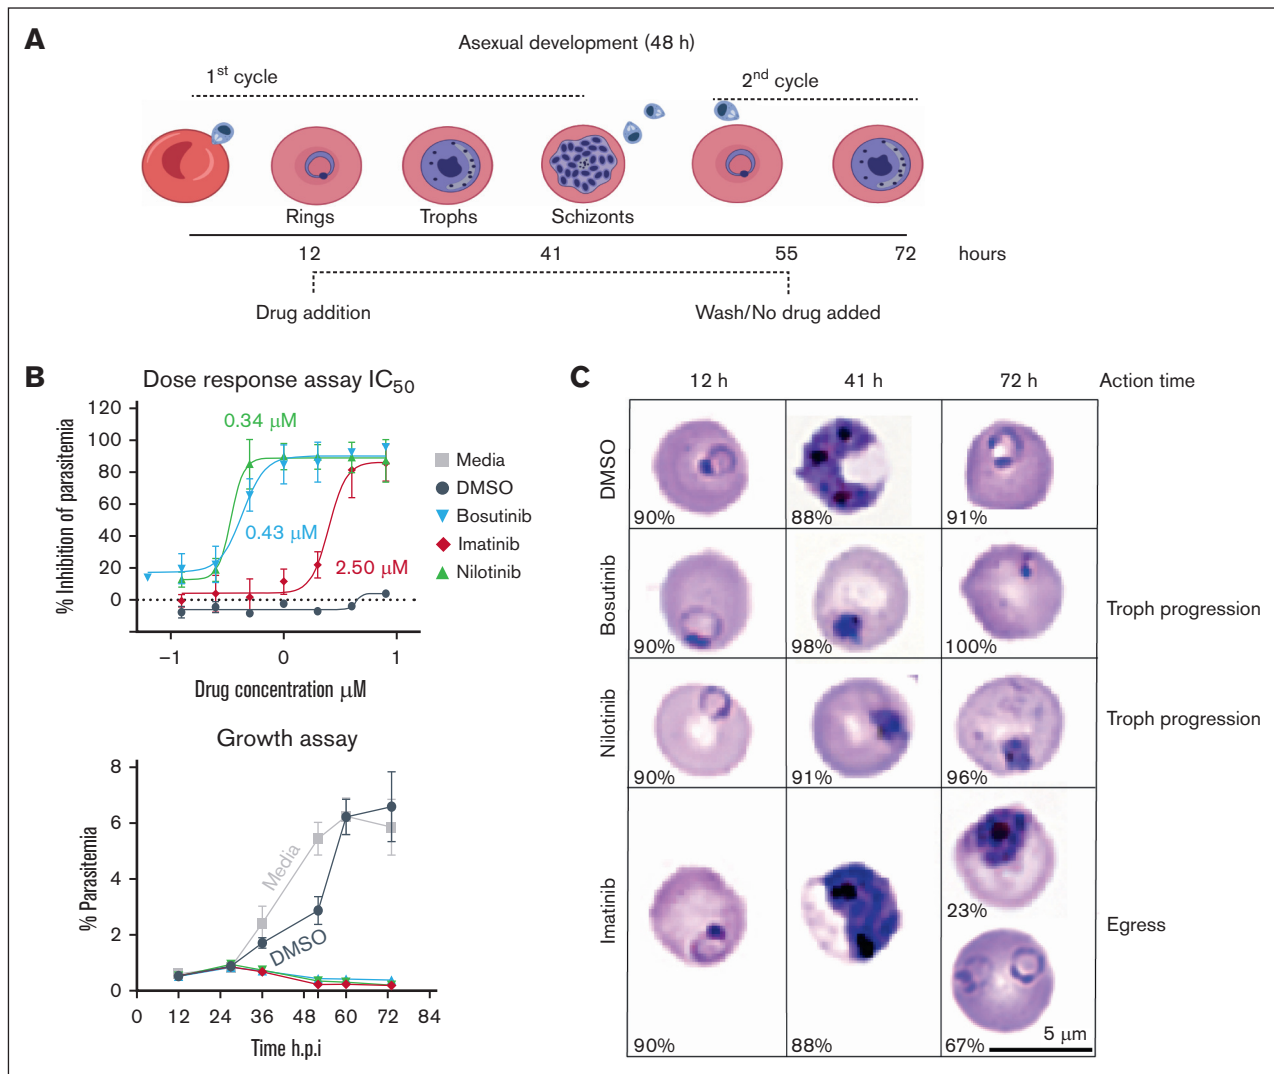 A
Asexual development (48 h)
1st cycle
2nd cycle
Rings
Trophs
Schizonts
12
41
55
72
hours
Drug addition
Wash/No drug added
B
Dose response assay IC50
120
100
80
60
40
20
0
% Inhibition of parasitemia
0.34 μM
0.43 μM
2.50 μM
−1
0
1
Drug concentration μM
Media
DMSO
Bosutinib
Imatinib
Nilotinib
Growth assay
8
6
4
2
0
% Parasitemia
Media
DMSO
0
12
24
36
48
60
72
84
Time h.p.i
C
12 h
41 h
72 h
Action time
DMSO
90%
88%
91%
Bosutinib
90%
98%
100%
Troph progression
Nilotinib
90%
91%
96%
Troph progression
Imatinib
90%
88%
23%
67%
Egress
5 μm